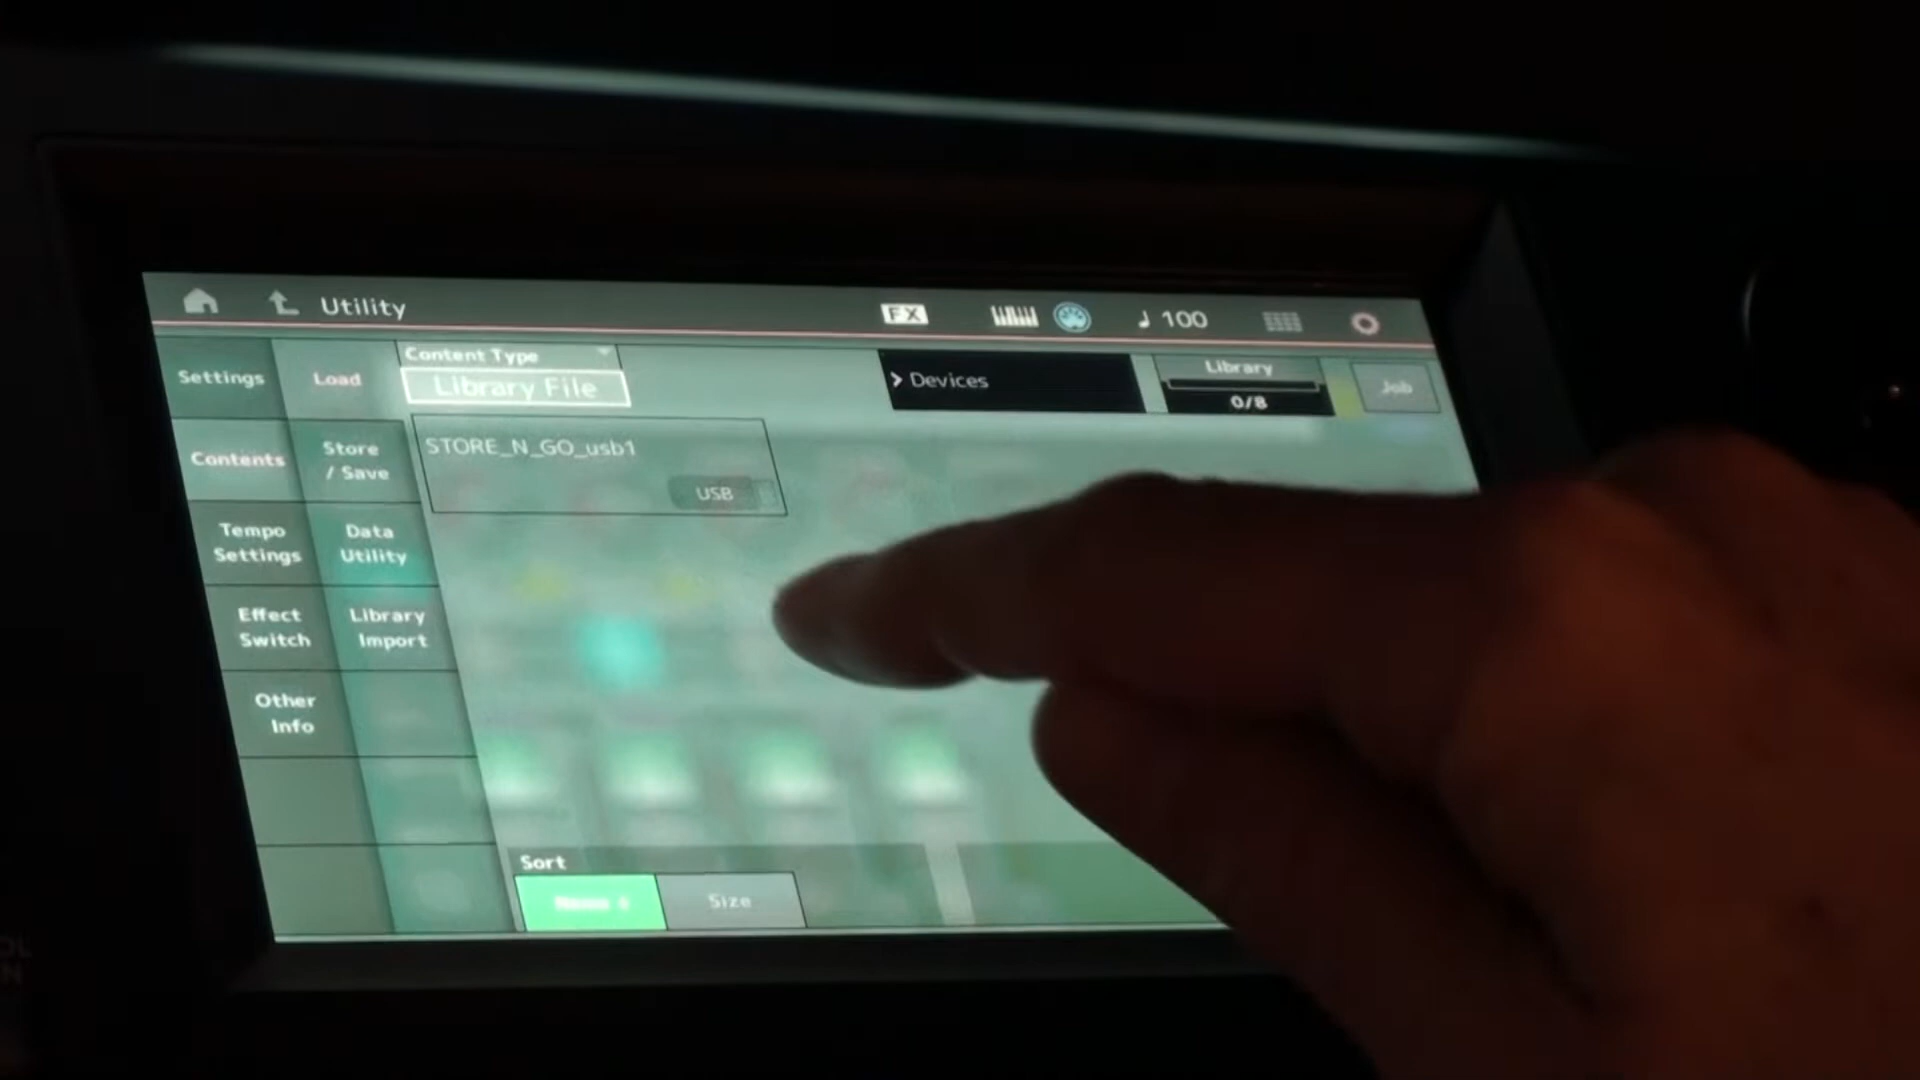 Utility
FX
♩ 100
Settings
Load
Content Type
Library File
> Devices
Library
0/8
Job
Contents
Store
/ Save
STORE_N_GO_usb1
USB
Tempo
Settings
Data
Utility
Effect
Switch
Library
Import
Other
Info
Sort
Size